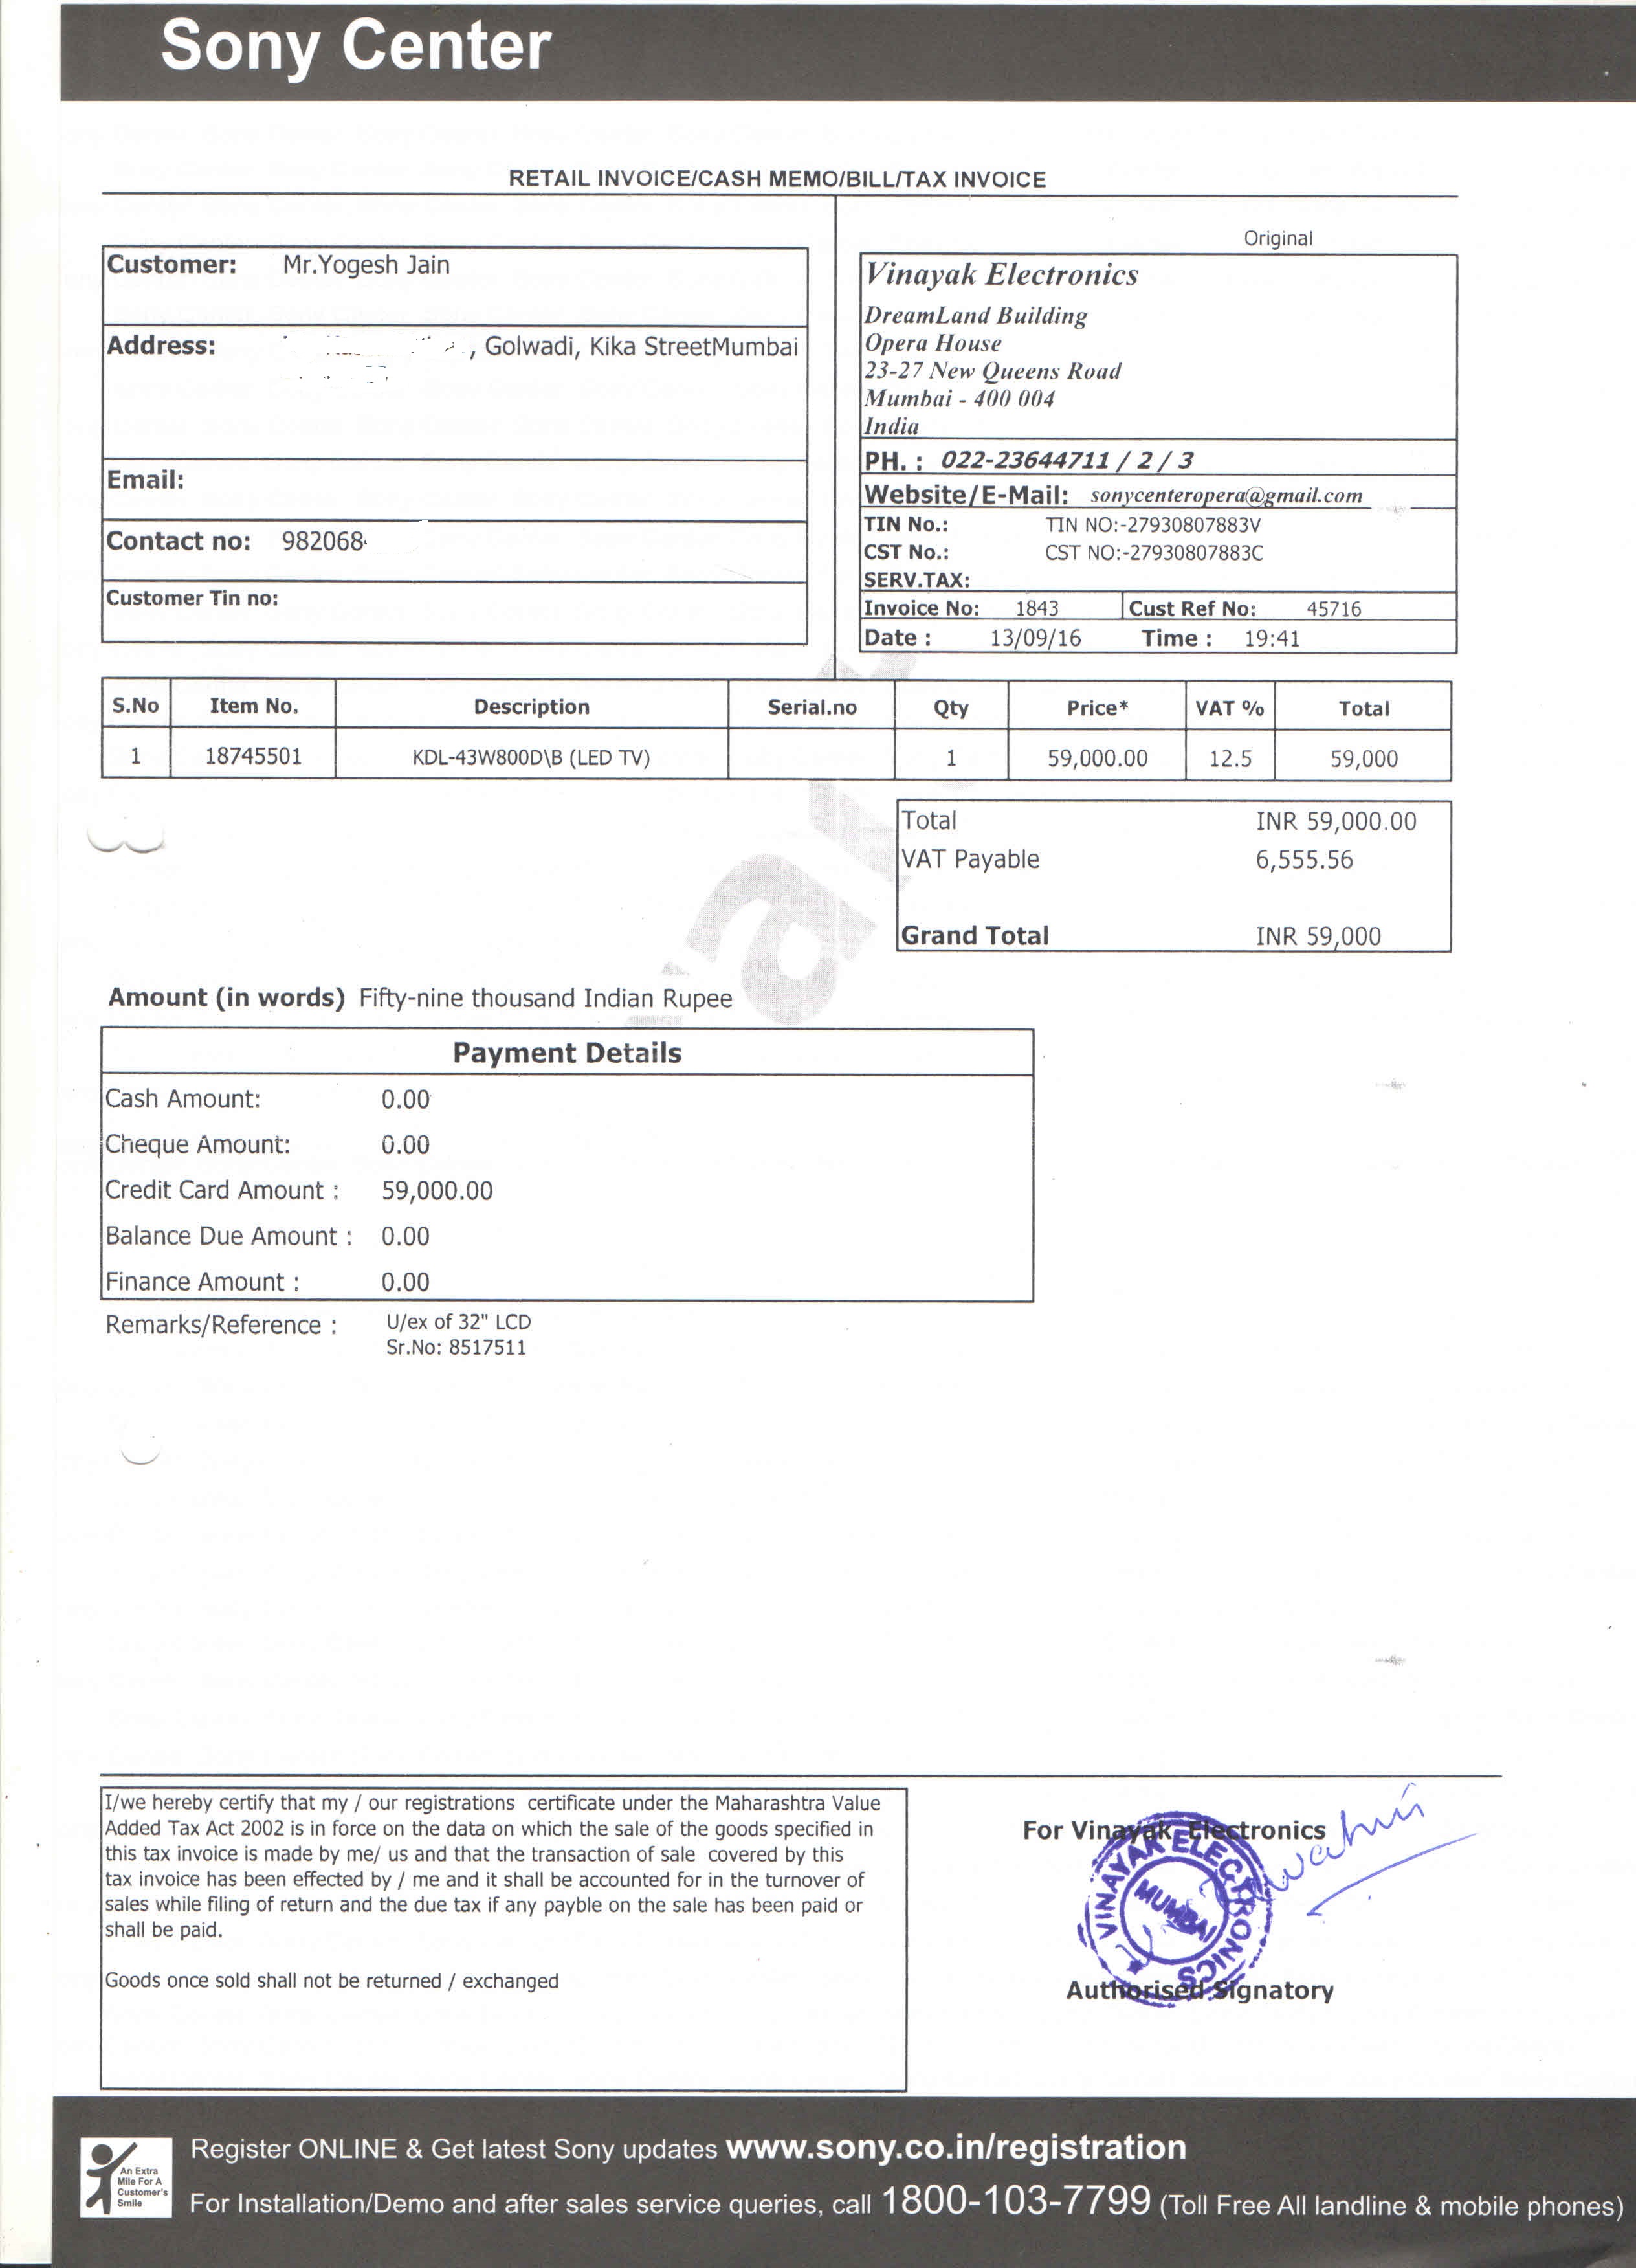 Sony Center
RETAIL INVOICE/CASH MEMO/BILL/TAX INVOICE
Original
Customer: Mr.Yogesh Jain
Address: , Golwadi, Kika StreetMumbai
Email:
Contact no: 982068
Customer Tin no:
Vinayak Electronics
DreamLand Building
Opera House
23-27 New Queens Road
Mumbai - 400 004
India
PH. : 022-23644711 / 2 / 3
Website/E-Mail: sonycenteropera@gmail.com
TIN No.: TIN NO:-27930807883V
CST No.: CST NO:-27930807883C
SERV.TAX:
Invoice No: 1843 Cust Ref No: 45716
Date : 13/09/16 Time : 19:41
S.No Item No. Description Serial.no Qty Price* VAT % Total
1 18745501 KDL-43W800D\B (LED TV) 1 59,000.00 12.5 59,000
Total INR 59,000.00
VAT Payable 6,555.56
Grand Total INR 59,000
Amount (in words) Fifty-nine thousand Indian Rupee
Payment Details
Cash Amount: 0.00
Cheque Amount: 0.00
Credit Card Amount : 59,000.00
Balance Due Amount : 0.00
Finance Amount : 0.00
Remarks/Reference : U/ex of 32" LCD
Sr.No: 8517511
I/we hereby certify that my / our registrations certificate under the Maharashtra Value
Added Tax Act 2002 is in force on the data on which the sale of the goods specified in
this tax invoice is made by me/ us and that the transaction of sale covered by this
tax invoice has been effected by / me and it shall be accounted for in the turnover of
sales while filing of return and the due tax if any payble on the sale has been paid or
shall be paid.
Goods once sold shall not be returned / exchanged
For Vinayak Electronics
VINAYAK ELECTRONICS
MUMBAI
Authorised Signatory
An Extra
Mile For A
Customer's
Smile
Register ONLINE & Get latest Sony updates www.sony.co.in/registration
For Installation/Demo and after sales service queries, call 1800-103-7799 (Toll Free All landline & mobile phones)